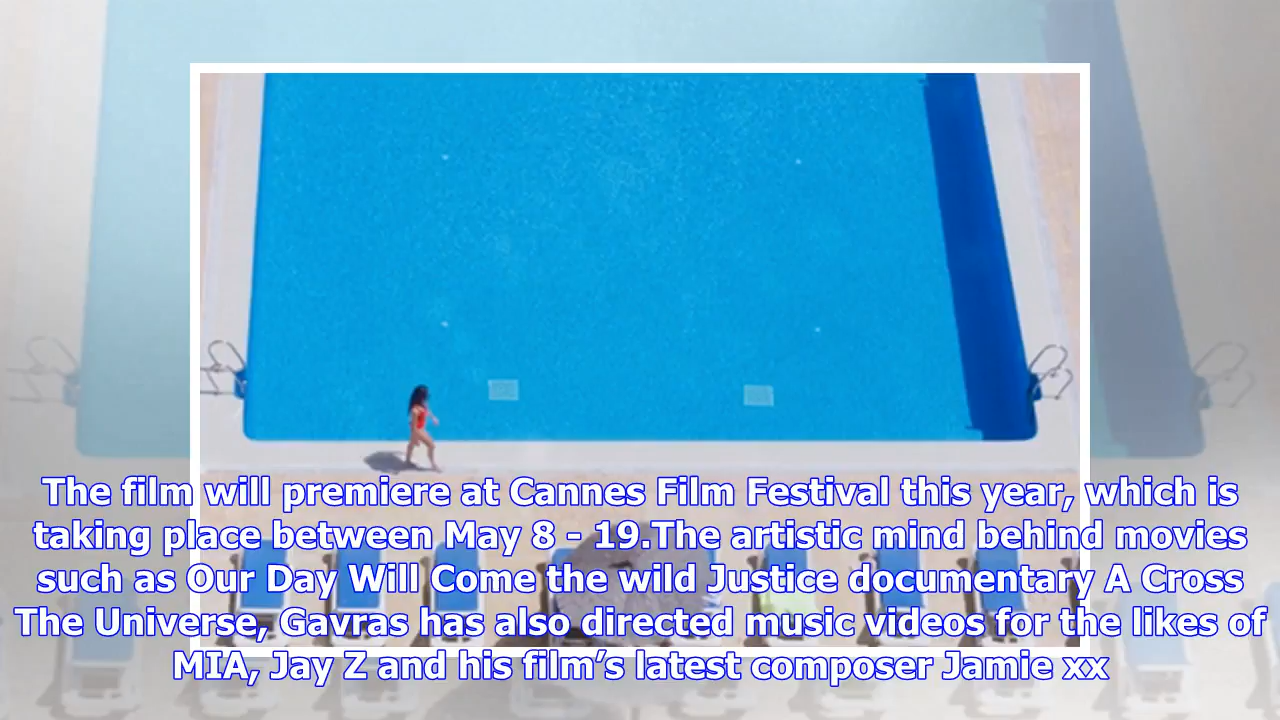 The film will premiere at Cannes Film Festival this year, which is
taking place between May 8 - 19.The artistic mind behind movies
such as Our Day Will Come the wild Justice documentary A Cross
The Universe, Gavras has also directed music videos for the likes of
MIA, Jay Z and his film’s latest composer Jamie xx